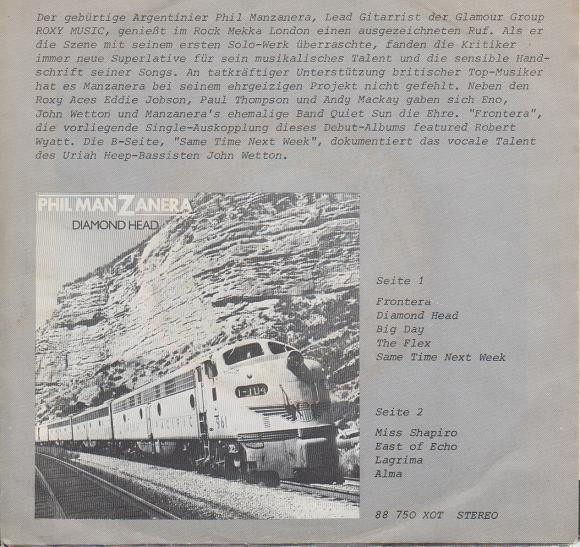 Der gebürtige Argentinier Phil Manzanera, Lead Gitarrist der Glamour Group
ROXY MUSIC, genießt im Rock Mekka London einen ausgezeichneten Ruf. Als er
die Szene mit seinem ersten Solo-Werk überraschte, fanden die Kritiker
immer neue Superlative für sein musikalisches Talent und die sensible Hand-
schrift seiner Songs. An tatkräftiger Unterstützung britischer Top-Musiker
hat es Manzanera bei seinem ehrgeizigen Projekt nicht gefehlt. Neben den
Roxy Aces Eddie Jobson, Paul Thompson und Andy Mackay gaben sich Eno,
John Wetton und Manzanera's ehemalige Band Quiet Sun die Ehre. "Frontera",
die vorliegende Single-Auskopplung dieses Debut-Albums featured Robert
Wyatt. Die B-Seite, "Same Time Next Week", dokumentiert das vocale Talent
des Uriah Heep-Bassisten John Wetton.
PHIL MANZANERA
DIAMOND HEAD
Seite 1
Frontera
Diamond Head
Big Day
The Flex
Same Time Next Week
Seite 2
Miss Shapiro
East of Echo
Lagrima
Alma
88 750 XOT STEREO